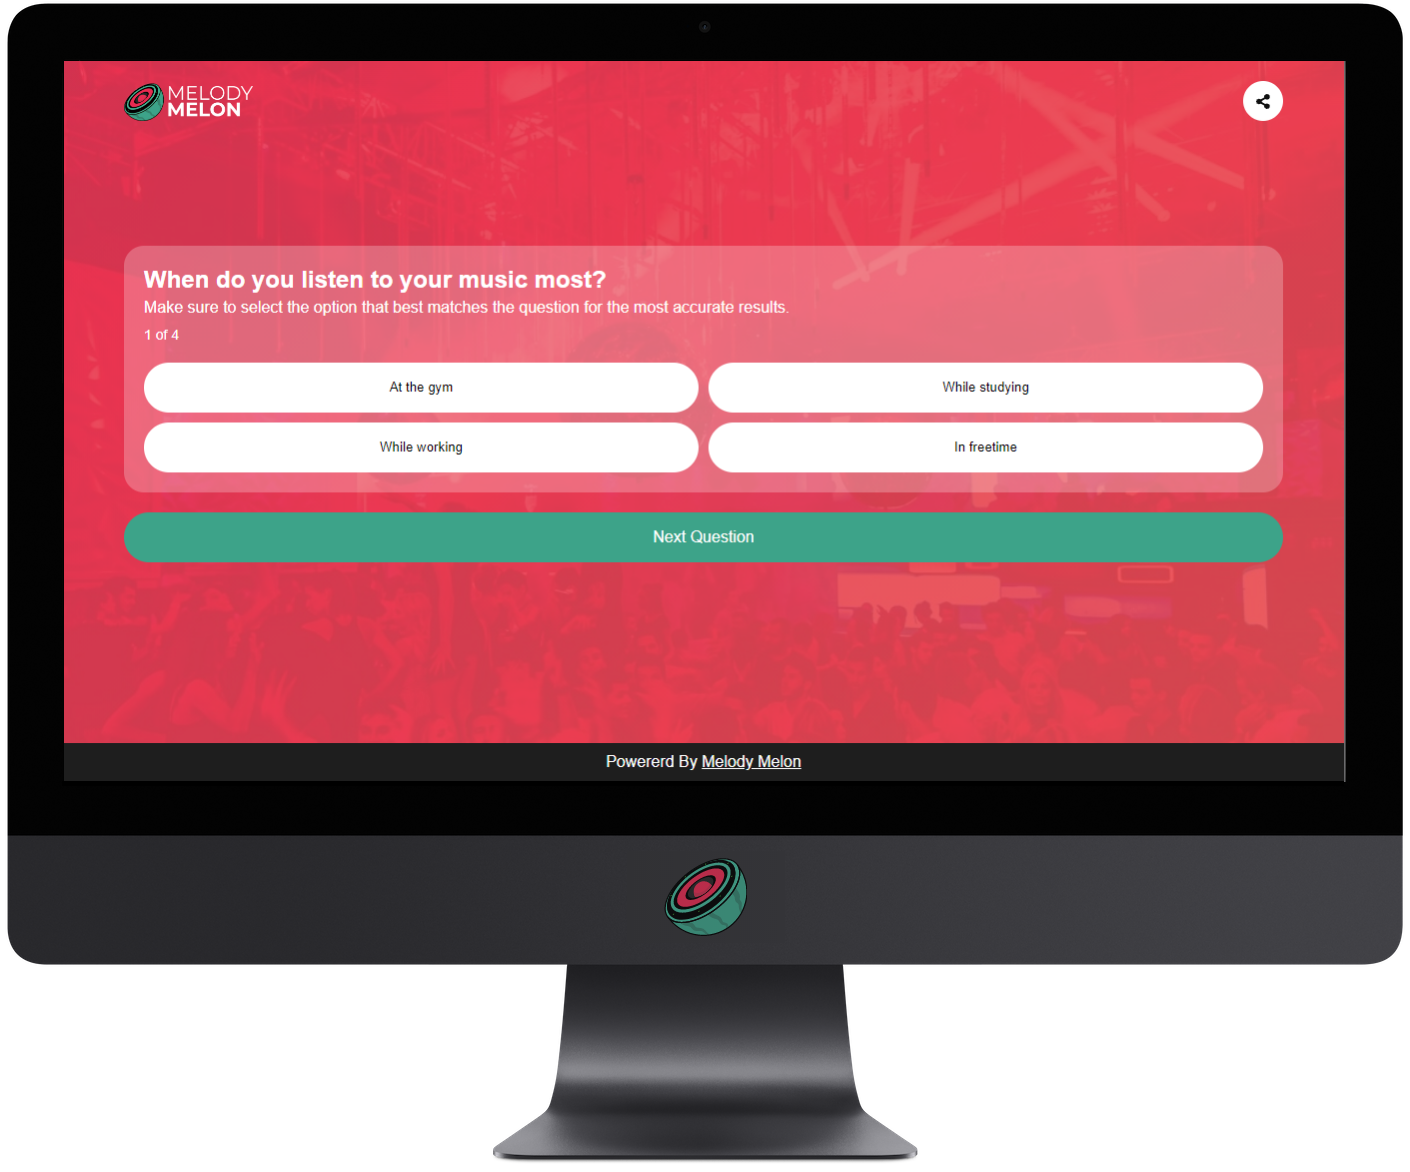 MELODY
MELON
When do you listen to your music most?
Make sure to select the option that best matches the question for the most accurate results.
1 of 4
At the gym
While studying
While working
In freetime
Next Question
Powererd By Melody Melon